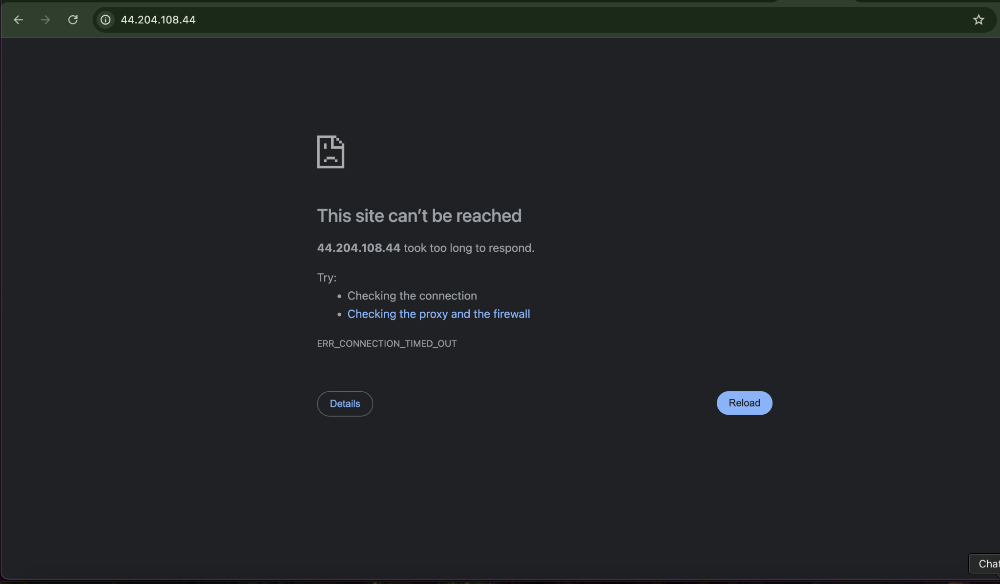 44.204.108.44
This site can’t be reached
44.204.108.44 took too long to respond.
Try:
Checking the connection
Checking the proxy and the firewall
ERR_CONNECTION_TIMED_OUT
Details
Reload
Chat